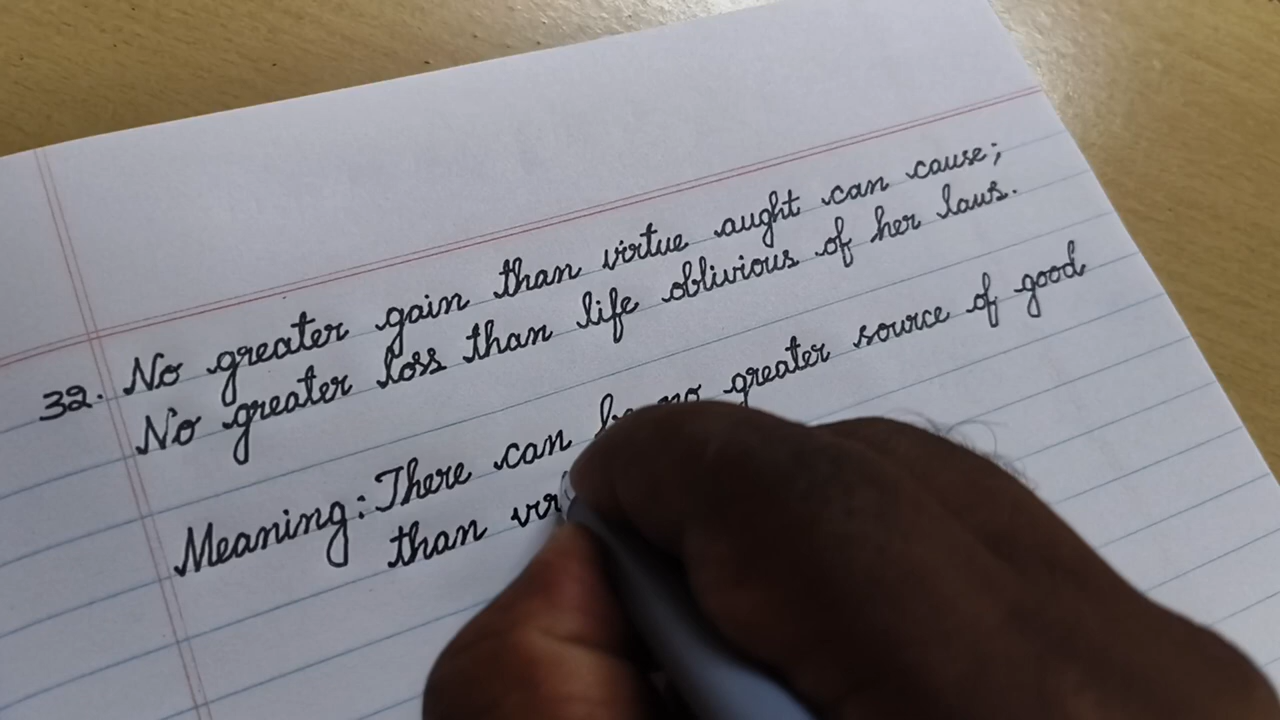 32. No greater gain than virtue aught can cause;
No greater loss than life oblivious of her laws.
Meaning: There can be no greater source of good
than vir